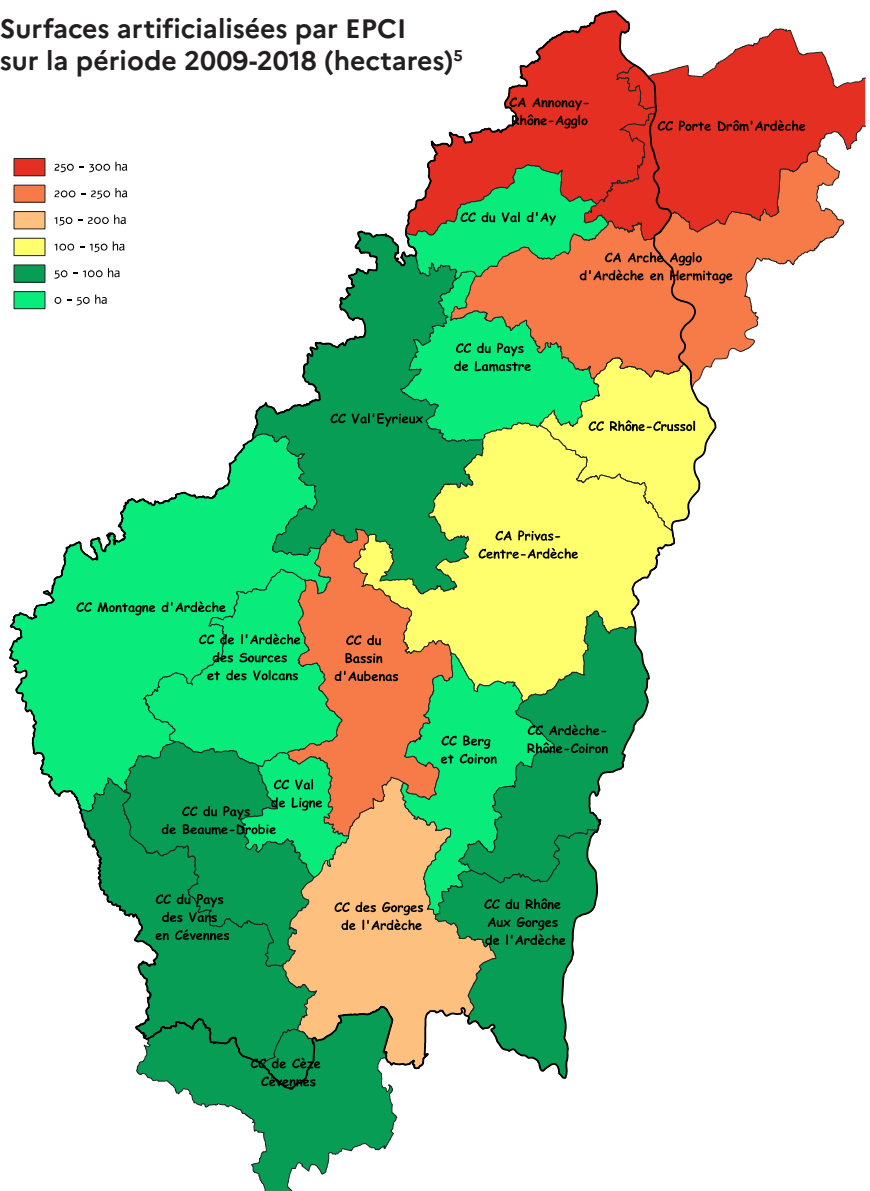 Surfaces artificialisées par EPCI
sur la période 2009-2018 (hectares)⁵
250 - 300 ha
200 - 250 ha
150 - 200 ha
100 - 150 ha
50 - 100 ha
0 - 50 ha
CA Annonay-
Rhône-Agglo
CC Porte Drôm'Ardèche
CC du Val d'Ay
CA Arche Agglo
d'Ardèche en Hermitage
CC du Pays
de Lamastre
CC Val'Eyrieux
CC Rhône-Crussol
CA Privas-
Centre-Ardèche
CC Montagne d'Ardèche
CC de l'Ardèche
des Sources
et des Volcans
CC du
Bassin
d'Aubenas
CC Berg
et Coiron
CC Ardèche-
Rhône-Coiron
CC Val
de Ligne
CC du Pays
de Beaume-Drobie
CC du Pays
des Vans
en Cévennes
CC des Gorges
de l'Ardèche
CC du Rhône
Aux Gorges
de l'Ardèche
CC de Cèze
Cévennes